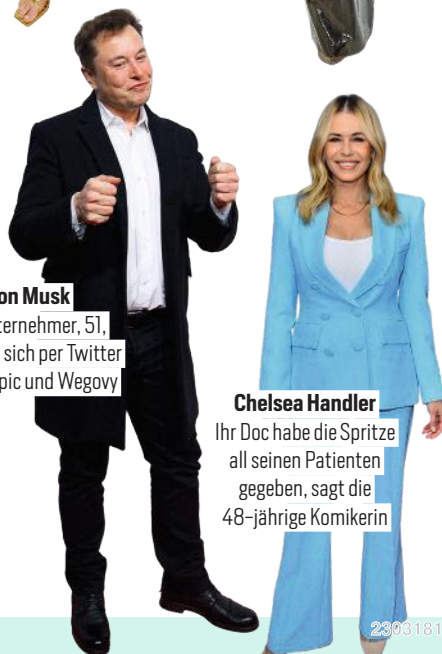 on Musk
ternehmer, 51,
sich per Twitter
pic und Wegovy
Chelsea Handler
Ihr Doc habe die Spritze
all seinen Patienten
gegeben, sagt die
48-jährige Komikerin
2303181